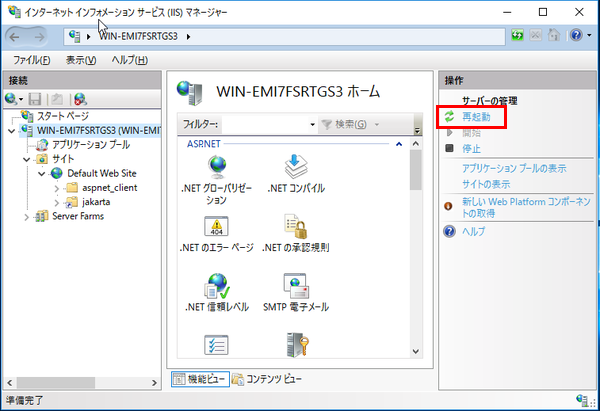 インターネット インフォメーション サービス (IIS) マネージャー
WIN-EMI7FSRTGS3
ファイル(F)
表示(V)
ヘルプ(H)
接続
スタート ページ
WIN-EMI7FSRTGS3 (WIN-EMI
アプリケーション プール
サイト
Default Web Site
aspnet_client
jakarta
Server Farms
WIN-EMI7FSRTGS3 ホーム
フィルター:
検索(G)
ASP.NET
.NET グローバリゼーション
.NET コンパイル
404
.NET のエラー ページ
.NET の承認規則
.NET 信頼レベル
SMTP 電子メール
機能ビュー
コンテンツ ビュー
操作
サーバーの管理
再起動
開始
停止
アプリケーション プールの表示
サイトの表示
新しい Web Platform コンポーネントの取得
ヘルプ
準備完了